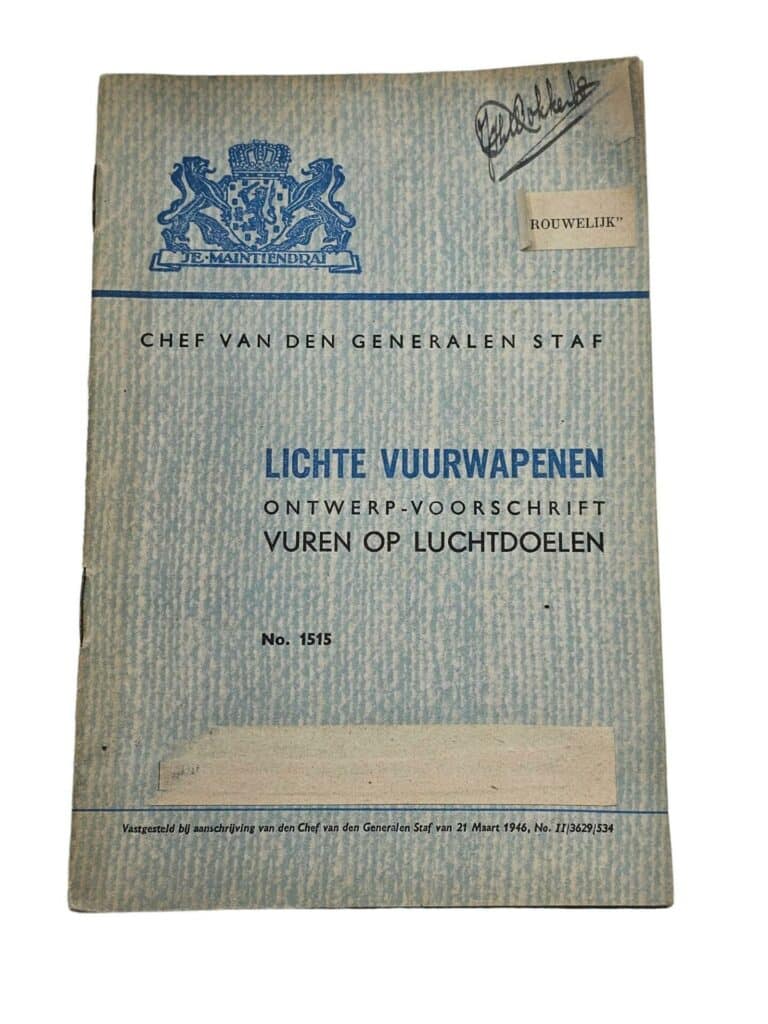 ROUWELIJK"
JE·MAINTIENDRAI
CHEF VAN DEN GENERALEN STAF
LICHTE VUURWAPENEN
ONTWERP-VOORSCHRIFT
VUREN OP LUCHTDOELEN
No. 1515
Vastgesteld bij aanschrijving van den Chef van den Generalen Staf van 21 Maart 1946, No. II/3629/534